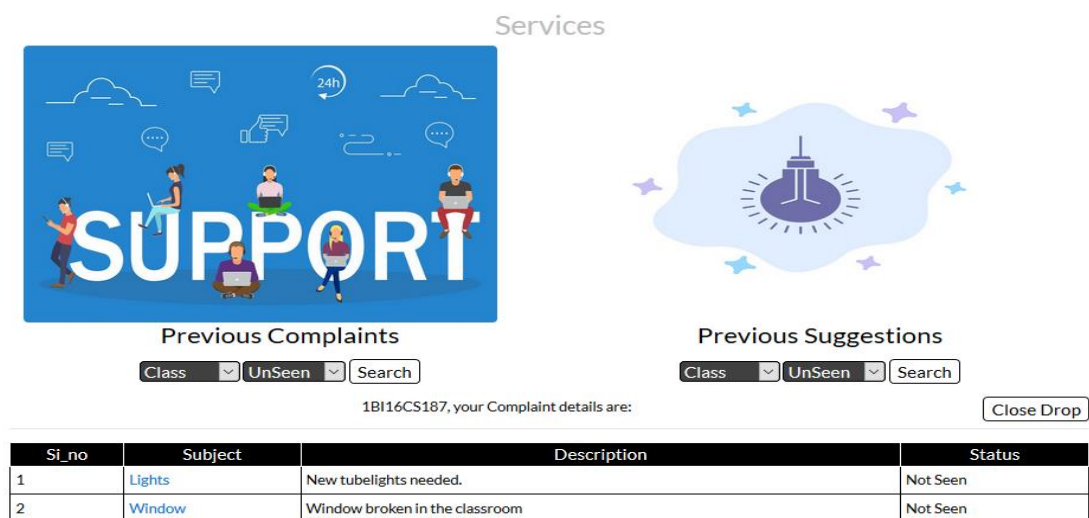 Services
24h
SUPPORT
Previous Complaints
Class UnSeen Search
Previous Suggestions
Class UnSeen Search
1BI16CS187, your Complaint details are:
Close Drop
Si_no Subject Description Status
1 Lights New tubelights needed. Not Seen
2 Window Window broken in the classroom Not Seen